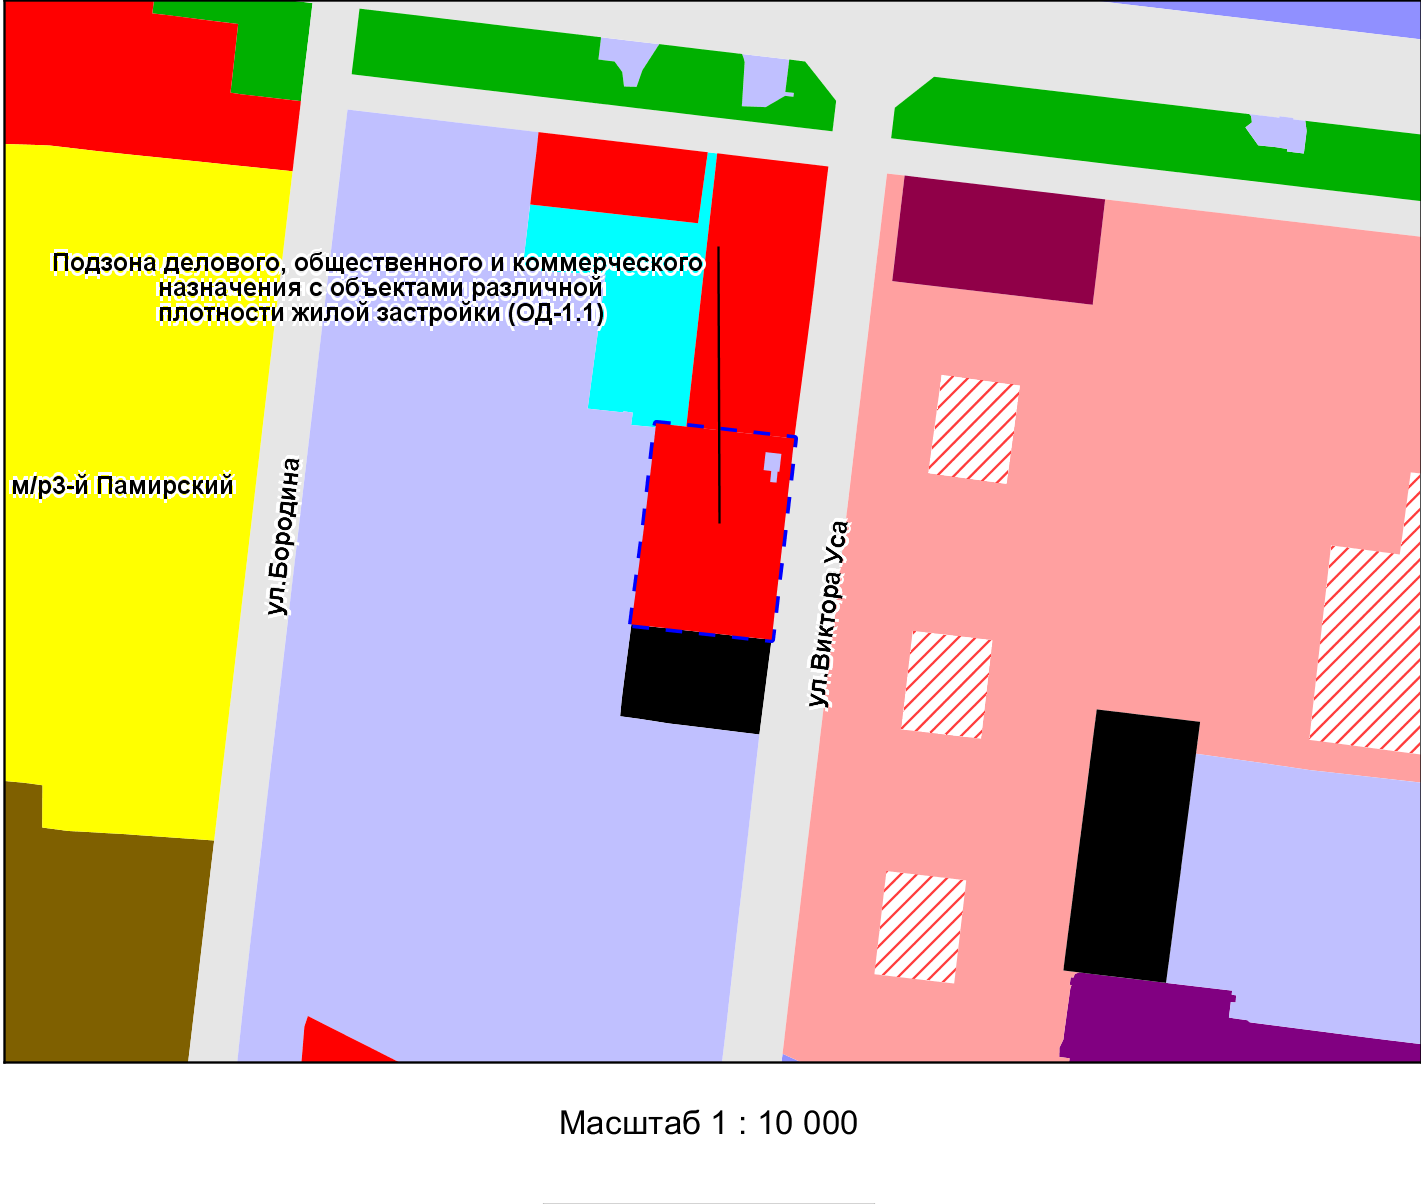 Подзона делового, общественного и коммерческого
назначения с объектами различной
плотности жилой застройки (ОД-1.1)
м/р3-й Памирский
ул.Бородина
ул.Виктора Уса
Масштаб 1 : 10 000